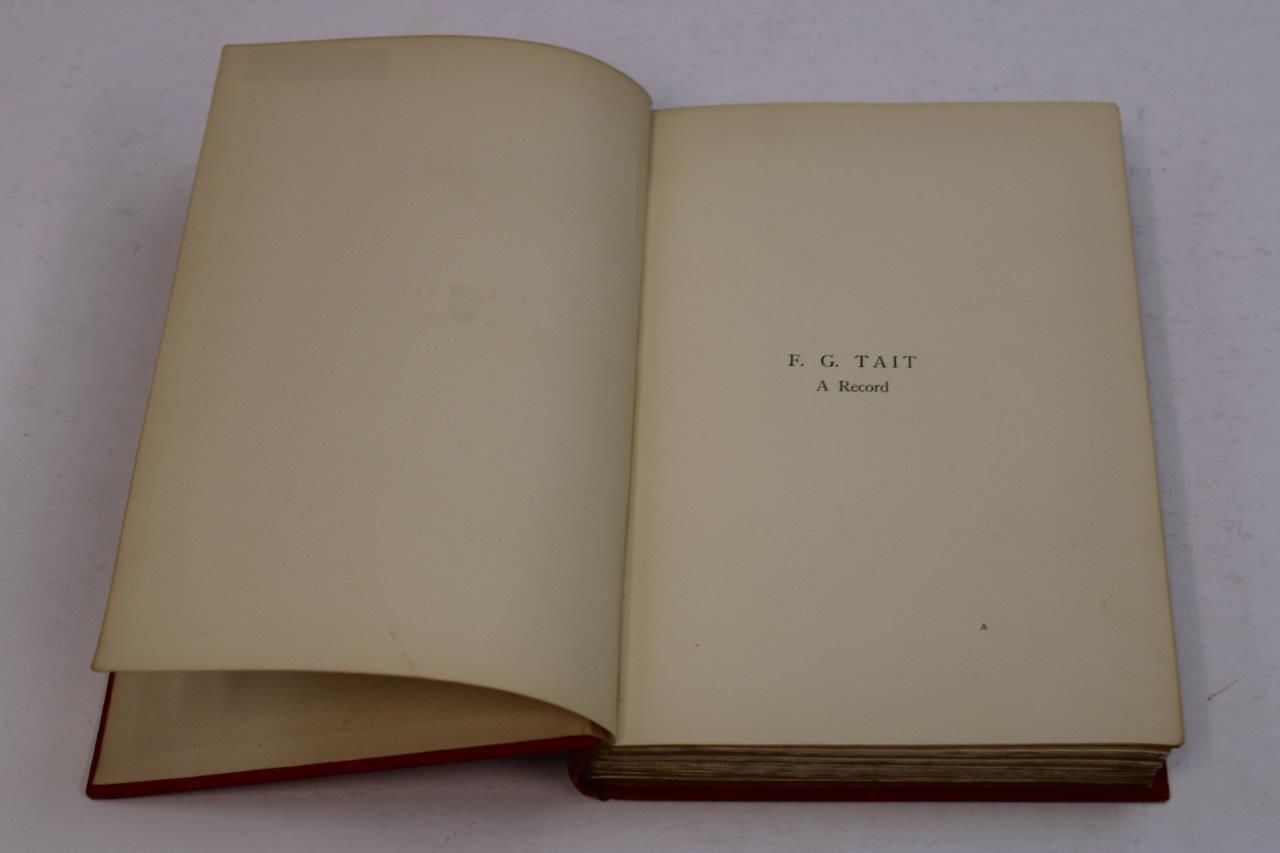 F. G. TAIT
A Record
A